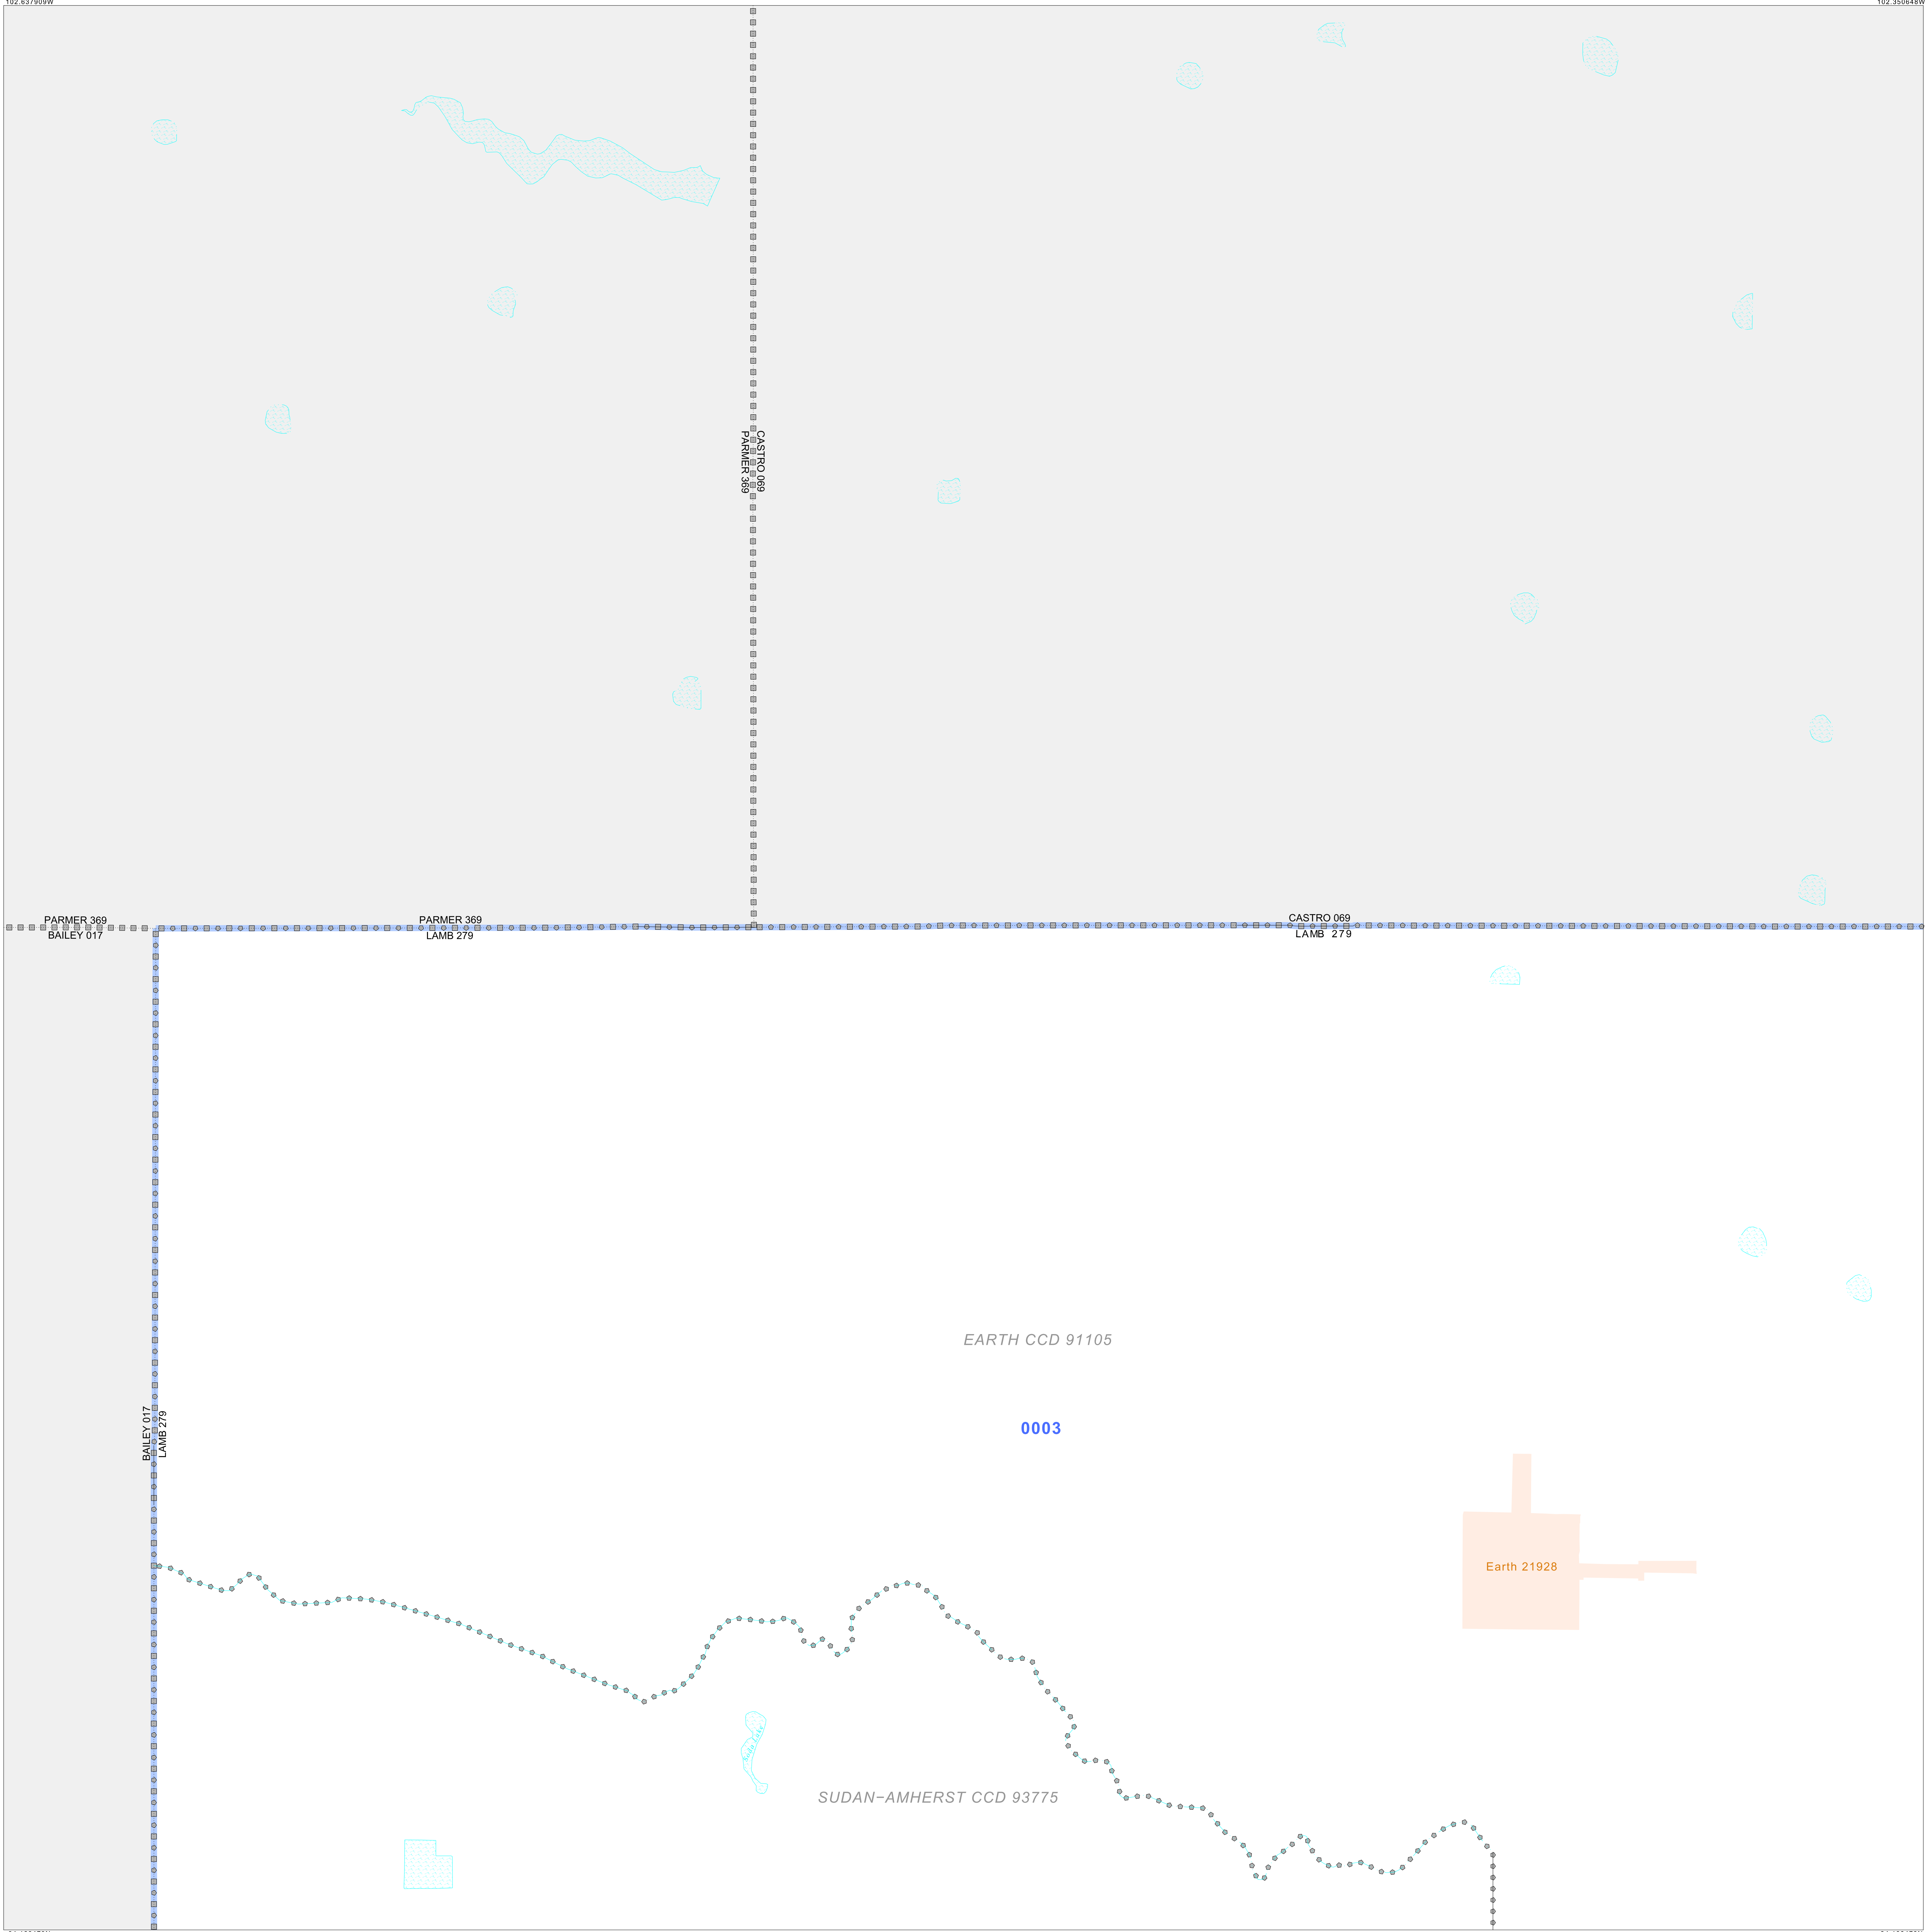 102.637909W
102.350648W
CASTRO 069
PARMER 369
PARMER 369
BAILEY 017
PARMER 369
LAMB 279
CASTRO 069
LAMB 279
EARTH CCD 91105
0003
BAILEY 017
LAMB 279
Earth 21928
SUDAN–AMHERST CCD 93775